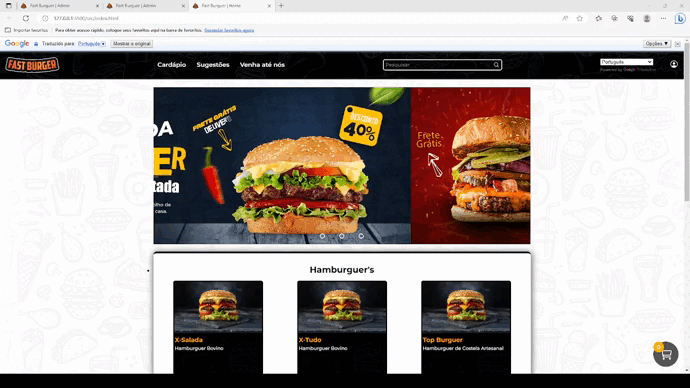 Fast Burguer | Admin
Fast Burguer | Admin
Fast Burguer | Home
127.0.0.1:5500/src/index.html
Importar favoritos
Para obter acesso rápido, coloque seus favoritos aqui na barra de favoritos. Gerenciar favoritos agora
Google Traduzido para: Português Mostrar o original Opções
FAST BURGER
Cardápio Sugestões Venha até nós
Pesquisar
Português
Powered by Google Tradutor
FRETE GRÁTIS
DELIVERY
DESCONTO
40%
Frete
Grátis
DA
ER
tada
olho de
casa.
Hamburguer's
X-Salada
Hamburguer Bovino
X-Tudo
Hamburguer Bovino
Top Burguer
Hamburguer de Costela Artesanal
0